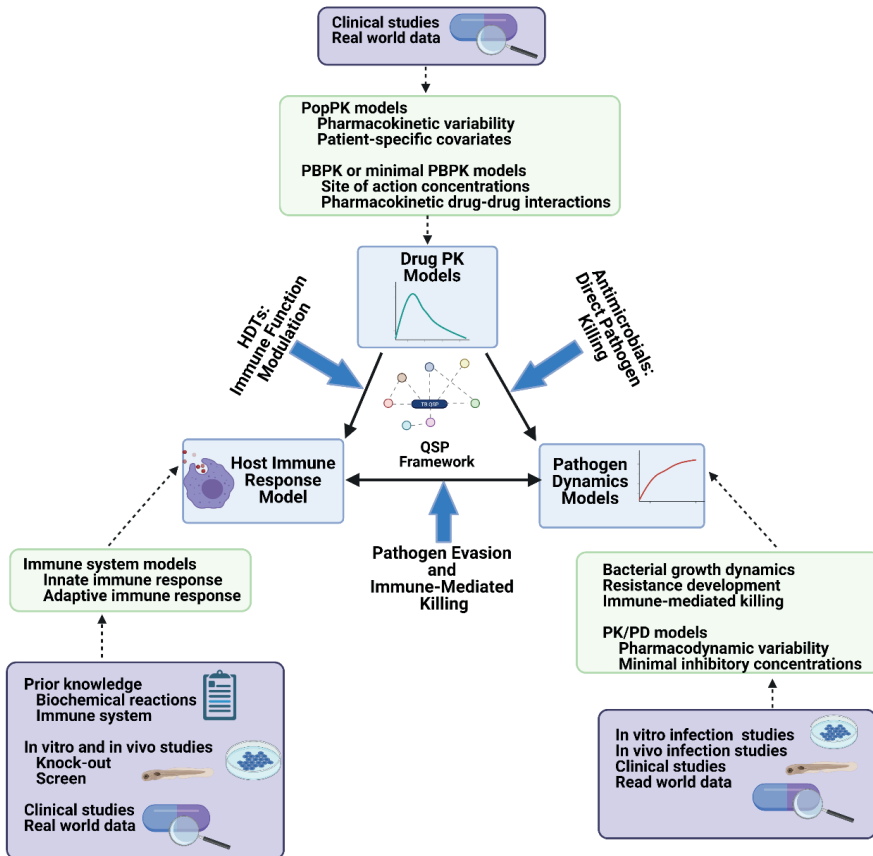 Clinical studies
Real world data
PopPK models
Pharmacokinetic variability
Patient-specific covariates
PBPK or minimal PBPK models
Site of action concentrations
Pharmacokinetic drug-drug interactions
Drug PK
Models
HDTs:
Immune Function
Modulation
Antimicrobials:
Direct Pathogen
Killing
TB QSP
QSP
Framework
Host Immune
Response
Model
Pathogen
Dynamics
Models
Pathogen Evasion
and
Immune-Mediated
Killing
Immune system models
Innate immune response
Adaptive immune response
Bacterial growth dynamics
Resistance development
Immune-mediated killing
PK/PD models
Pharmacodynamic variability
Minimal inhibitory concentrations
Prior knowledge
Biochemical reactions
Immune system
In vitro and in vivo studies
Knock-out
Screen
Clinical studies
Real world data
In vitro infection studies
In vivo infection studies
Clinical studies
Read world data